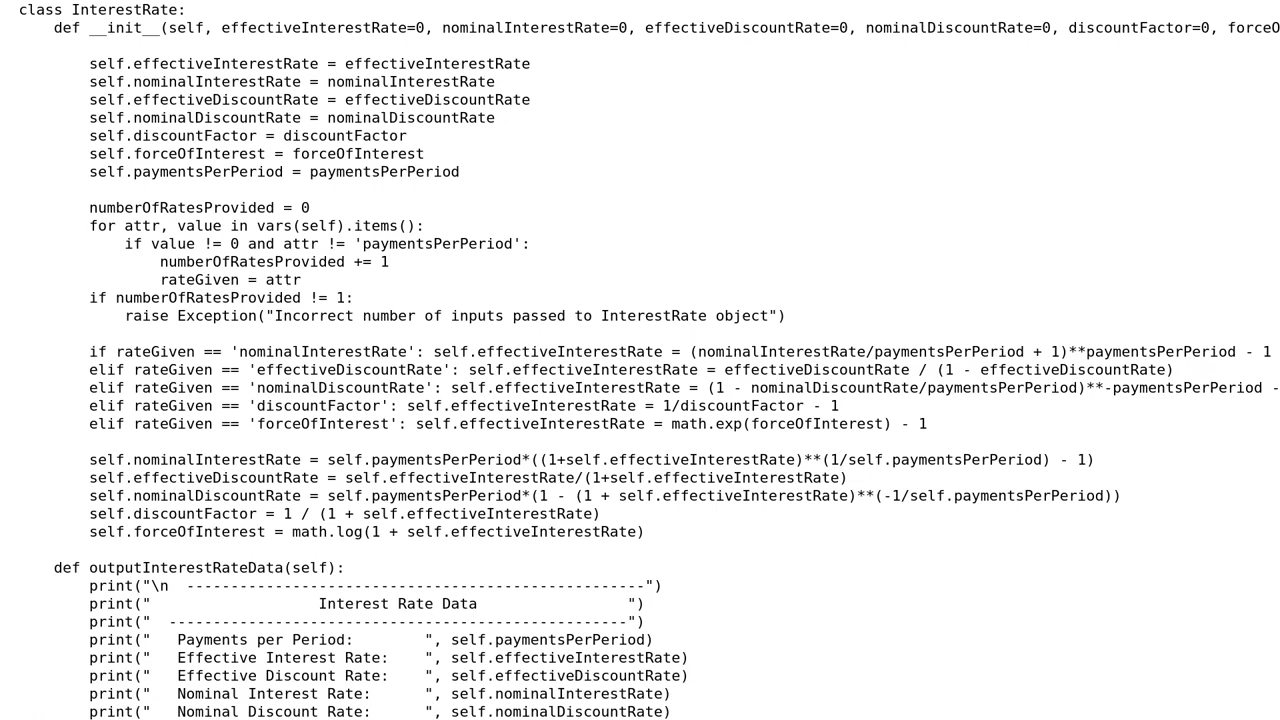 class InterestRate:
    def __init__(self, effectiveInterestRate=0, nominalInterestRate=0, effectiveDiscountRate=0, nominalDiscountRate=0, discountFactor=0, forceO
        self.effectiveInterestRate = effectiveInterestRate
        self.nominalInterestRate = nominalInterestRate
        self.effectiveDiscountRate = effectiveDiscountRate
        self.nominalDiscountRate = nominalDiscountRate
        self.discountFactor = discountFactor
        self.forceOfInterest = forceOfInterest
        self.paymentsPerPeriod = paymentsPerPeriod
        numberOfRatesProvided = 0
        for attr, value in vars(self).items():
            if value != 0 and attr != 'paymentsPerPeriod':
                numberOfRatesProvided += 1
                rateGiven = attr
        if numberOfRatesProvided != 1:
            raise Exception("Incorrect number of inputs passed to InterestRate object")
        if rateGiven == 'nominalInterestRate': self.effectiveInterestRate = (nominalInterestRate/paymentsPerPeriod + 1)**paymentsPerPeriod - 1
        elif rateGiven == 'effectiveDiscountRate': self.effectiveInterestRate = effectiveDiscountRate / (1 - effectiveDiscountRate)
        elif rateGiven == 'nominalDiscountRate': self.effectiveInterestRate = (1 - nominalDiscountRate/paymentsPerPeriod)**-paymentsPerPeriod -
        elif rateGiven == 'discountFactor': self.effectiveInterestRate = 1/discountFactor - 1
        elif rateGiven == 'forceOfInterest': self.effectiveInterestRate = math.exp(forceOfInterest) - 1
        self.nominalInterestRate = self.paymentsPerPeriod*((1+self.effectiveInterestRate)**(1/self.paymentsPerPeriod) - 1)
        self.effectiveDiscountRate = self.effectiveInterestRate/(1+self.effectiveInterestRate)
        self.nominalDiscountRate = self.paymentsPerPeriod*(1 - (1 + self.effectiveInterestRate)**(-1/self.paymentsPerPeriod))
        self.discountFactor = 1 / (1 + self.effectiveInterestRate)
        self.forceOfInterest = math.log(1 + self.effectiveInterestRate)
    def outputInterestRateData(self):
        print("\n  ----------------------------------------------------")
        print("                   Interest Rate Data                 ")
        print("  ----------------------------------------------------")
        print("   Payments per Period:        ", self.paymentsPerPeriod)
        print("   Effective Interest Rate:    ", self.effectiveInterestRate)
        print("   Effective Discount Rate:    ", self.effectiveDiscountRate)
        print("   Nominal Interest Rate:      ", self.nominalInterestRate)
        print("   Nominal Discount Rate:      ", self.nominalDiscountRate)